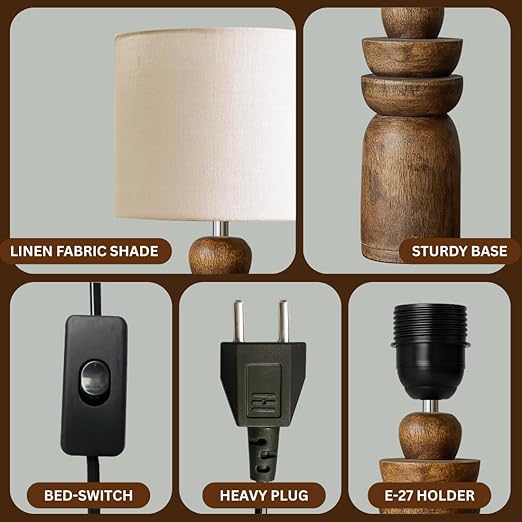 LINEN FABRIC SHADE
STURDY BASE
BED-SWITCH
HEAVY PLUG
E-27 HOLDER